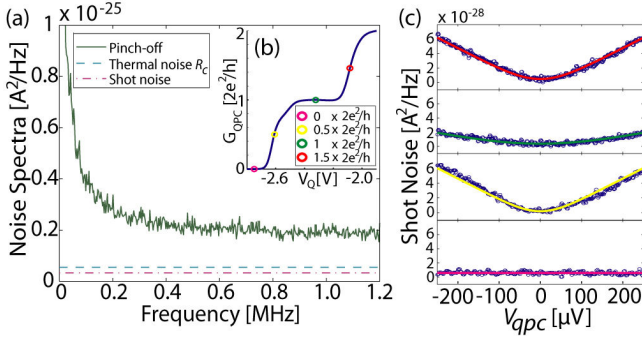 (a)
1 × 10-25
Pinch-off
Thermal noise RC
Shot noise
Noise Spectra [A2/Hz]
0.8
0.6
0.4
0.2
0
0 0.2 0.4 0.6 0.8 1.0 1.2
Frequency [MHz]
(b)
GQPC [2e2/h]
2
1
0
0 x 2e2/h
0.5 x 2e2/h
1 x 2e2/h
1.5 x 2e2/h
-2.6 -2.0
VQ[V]
(c)
6 × 10-28
Shot Noise [A2/Hz]
4
2
0
6
4
2
0
6
4
2
0
6
4
2
0
-200 -100 0 100 200
Vqpc [μV]